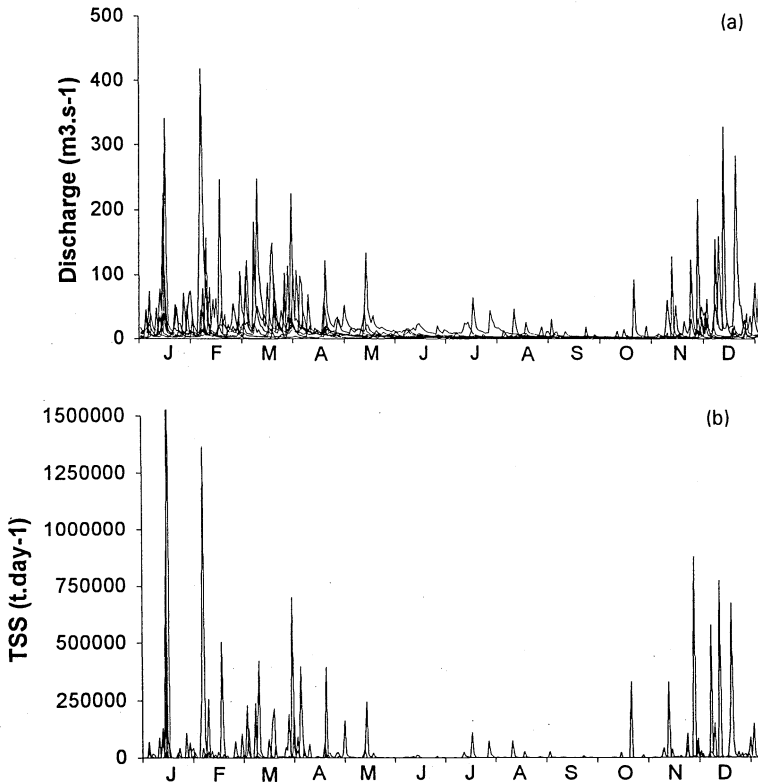 (a)
Discharge (m3.s-1)
500
400
300
200
100
0
J F M A M J J A S O N D
(b)
TSS (t.day-1)
1500000
1250000
1000000
750000
500000
250000
0
J F M A M J J A S O N D